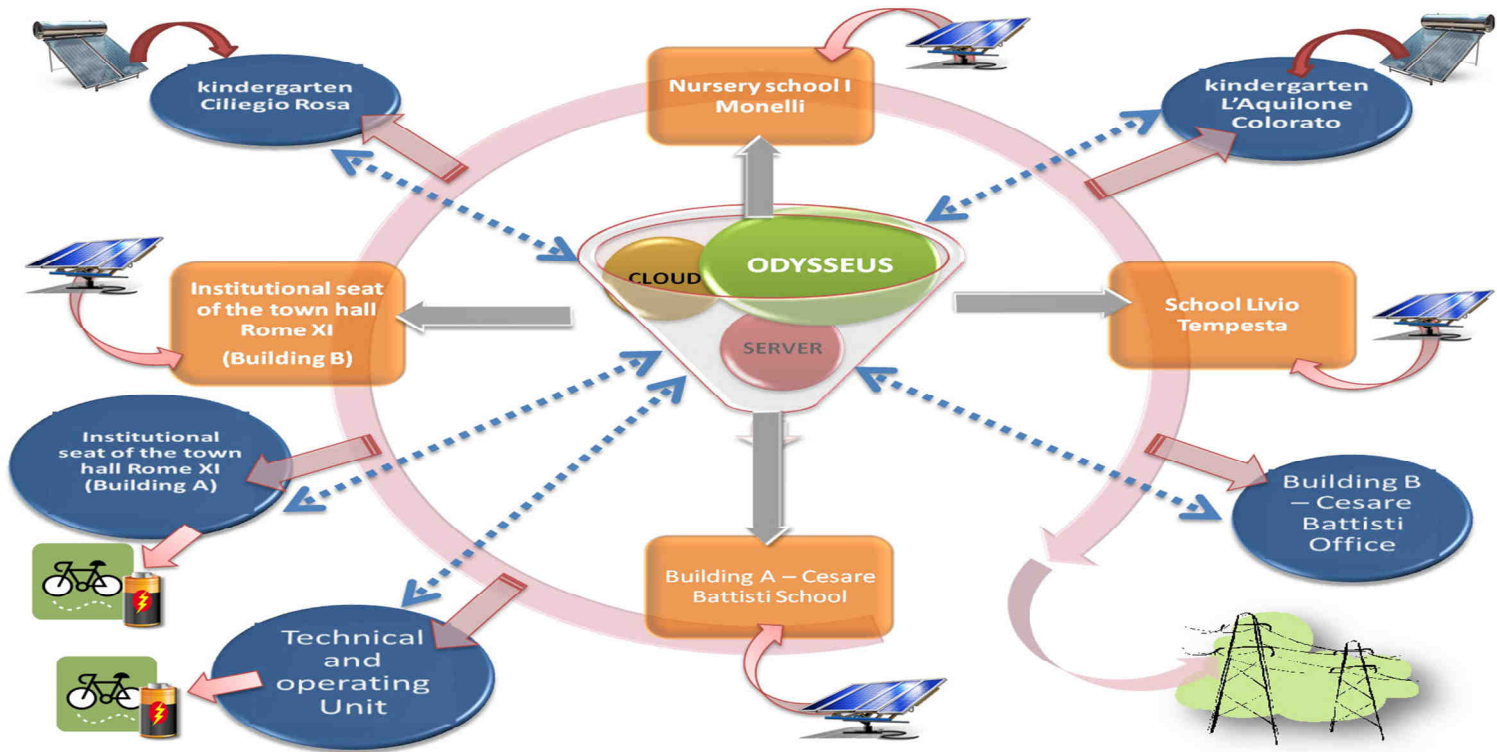 kindergarten
Ciliegio Rosa
Nursery school I
Monelli
kindergarten
L'Aquilone
Colorato
CLOUD
ODYSSEUS
SERVER
Institutional seat
of the town hall
Rome XI
(Building B)
School Livio
Tempesta
Institutional
seat of the town
hall Rome XI
(Building A)
Building B
– Cesare
Battisti
Office
Building A – Cesare
Battisti School
Technical
and
operating
Unit